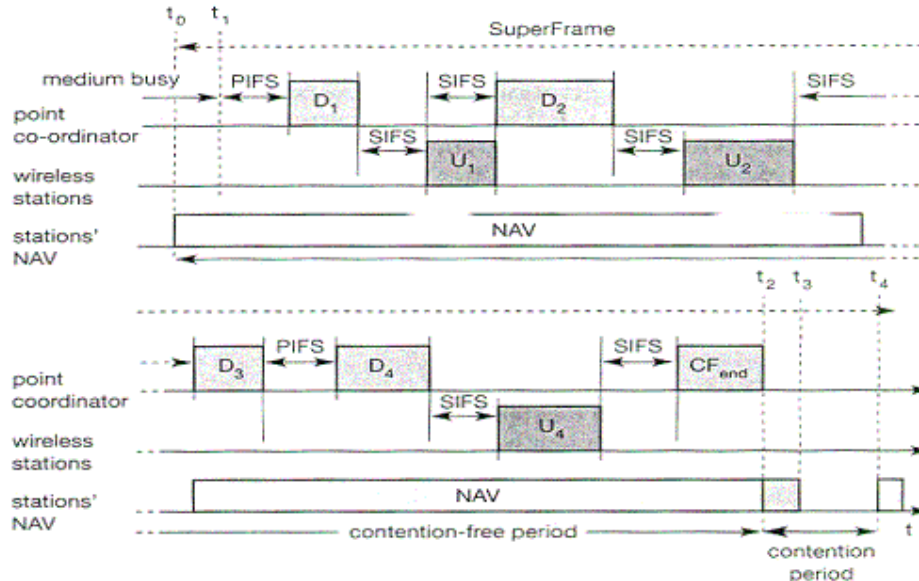 t0 t1
SuperFrame
medium busy PIFS SIFS SIFS
D1 D2
point
co-ordinator
SIFS SIFS
U1 U2
wireless
stations
stations'
NAV
NAV
t2 t3 t4
PIFS SIFS
D3 D4 CFend
point
coordinator
SIFS
U4
wireless
stations
stations'
NAV
NAV
t
contention-free period
contention
period